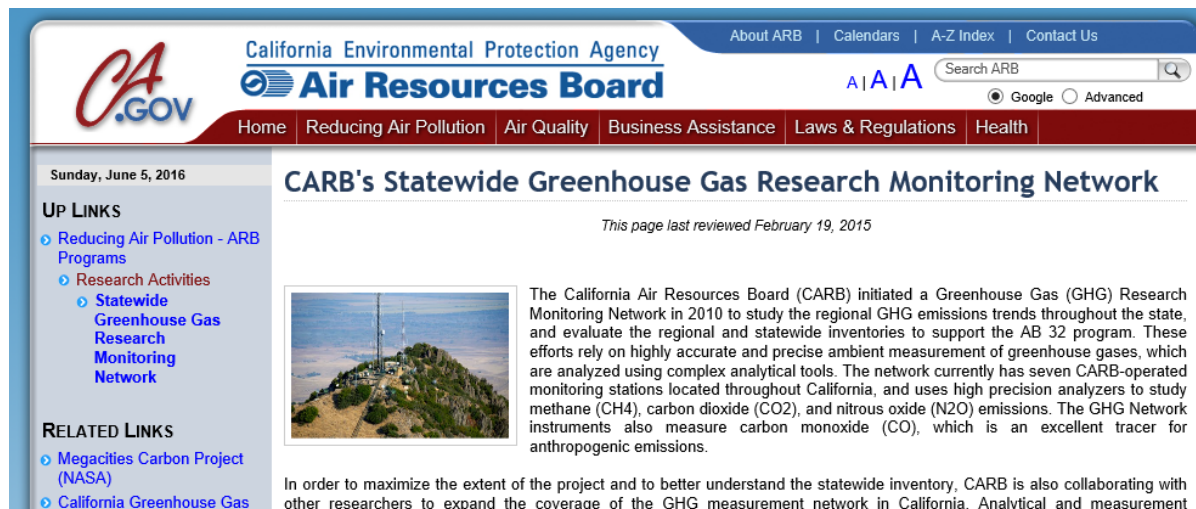 CA.GOV
California Environmental Protection Agency
Air Resources Board
About ARB | Calendars | A-Z Index | Contact Us
A | A | A
Search ARB
Google Advanced
Home Reducing Air Pollution Air Quality Business Assistance Laws & Regulations Health
Sunday, June 5, 2016
UP LINKS
Reducing Air Pollution - ARB
Programs
Research Activities
Statewide
Greenhouse Gas
Research
Monitoring
Network
RELATED LINKS
Megacities Carbon Project
(NASA)
California Greenhouse Gas
CARB's Statewide Greenhouse Gas Research Monitoring Network
This page last reviewed February 19, 2015
The California Air Resources Board (CARB) initiated a Greenhouse Gas (GHG) Research
Monitoring Network in 2010 to study the regional GHG emissions trends throughout the state,
and evaluate the regional and statewide inventories to support the AB 32 program. These
efforts rely on highly accurate and precise ambient measurement of greenhouse gases, which
are analyzed using complex analytical tools. The network currently has seven CARB-operated
monitoring stations located throughout California, and uses high precision analyzers to study
methane (CH4), carbon dioxide (CO2), and nitrous oxide (N2O) emissions. The GHG Network
instruments also measure carbon monoxide (CO), which is an excellent tracer for
anthropogenic emissions.
In order to maximize the extent of the project and to better understand the statewide inventory, CARB is also collaborating with
other researchers to expand the coverage of the GHG measurement network in California. Analytical and measurement